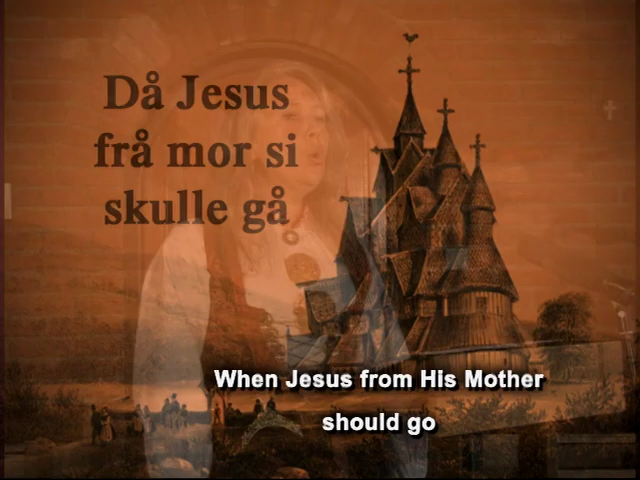 Då Jesus
frå mor si
skulle gå
When Jesus from His Mother
should go